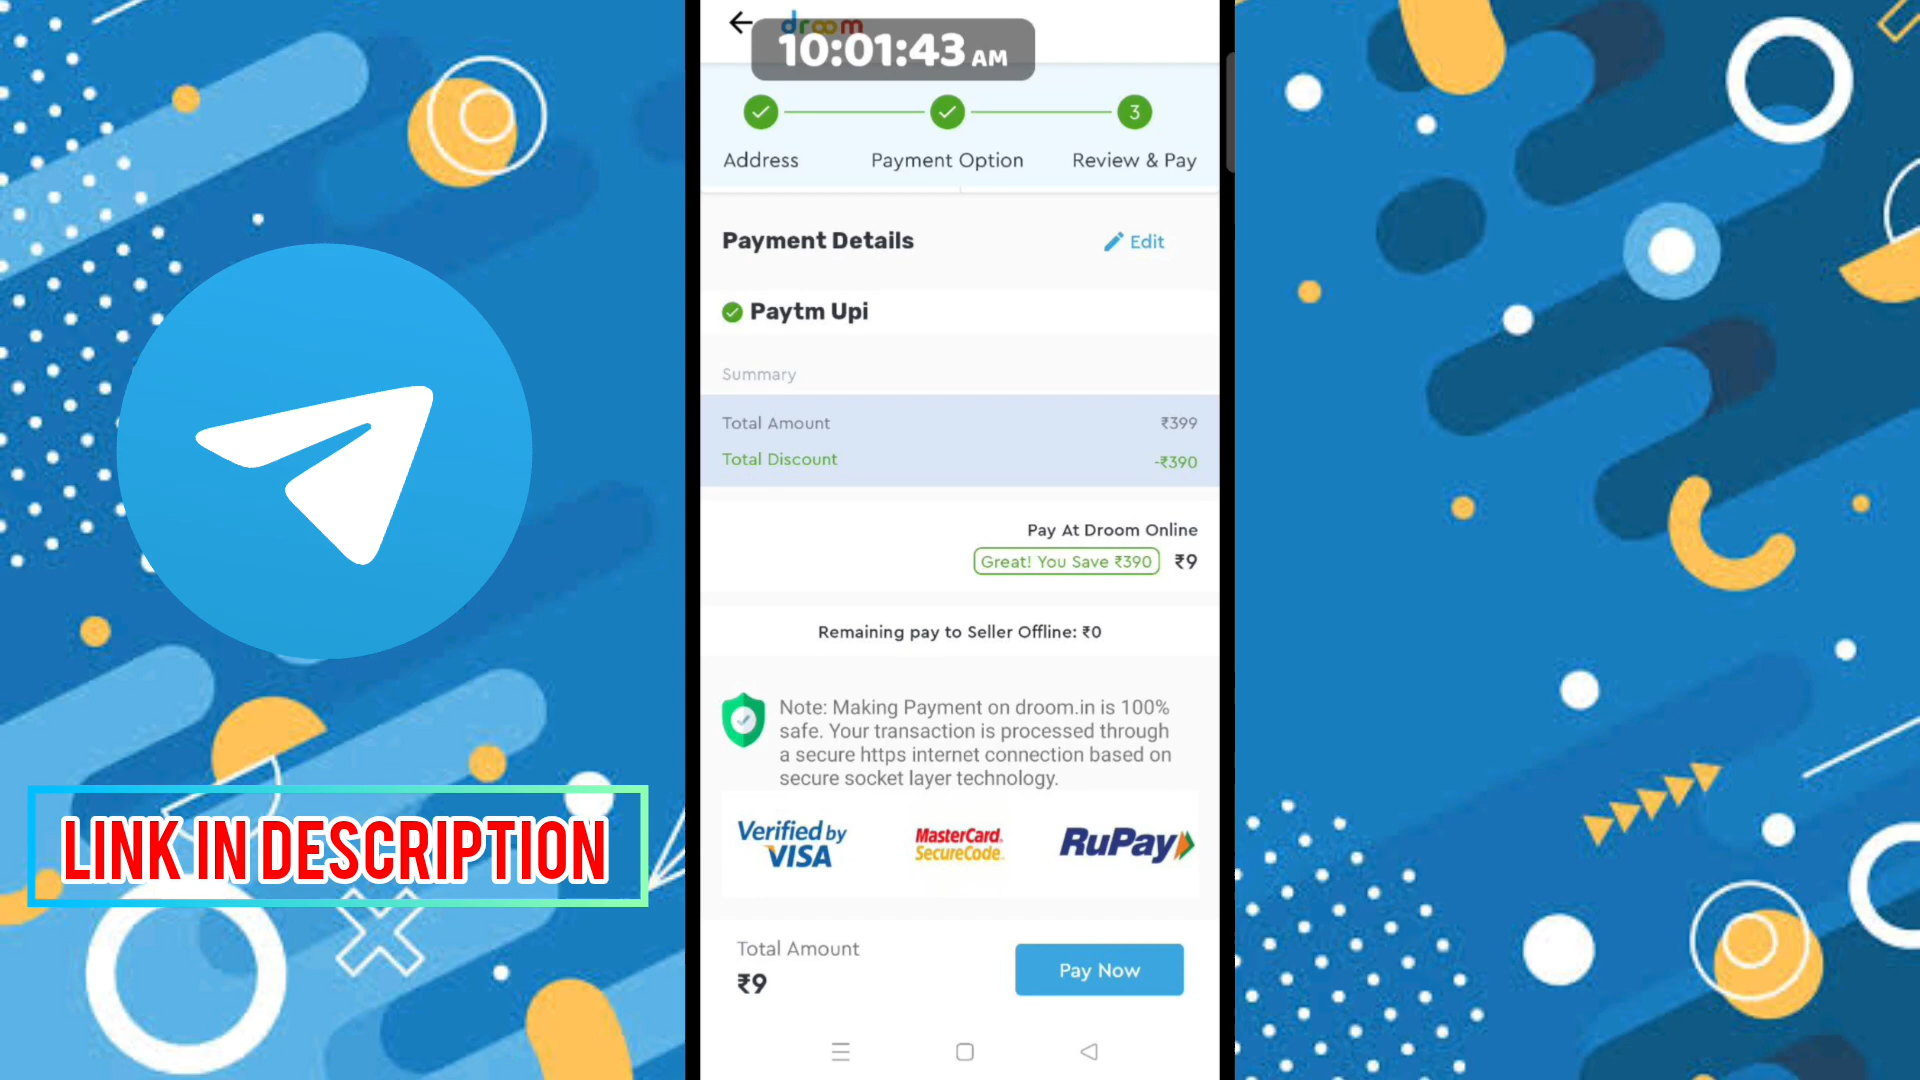 droom
10:01:43 AM
3
Address
Payment Option
Review & Pay
Payment Details
Edit
Paytm Upi
Summary
Total Amount ₹399
Total Discount -₹390
Pay At Droom Online
Great! You Save ₹390 ₹9
Remaining pay to Seller Offline: ₹0
Note: Making Payment on droom.in is 100%
safe. Your transaction is processed through
a secure https internet connection based on
secure socket layer technology.
Verified by
VISA
MasterCard.
SecureCode.
RuPay
Total Amount
₹9
Pay Now
LINK IN DESCRIPTION